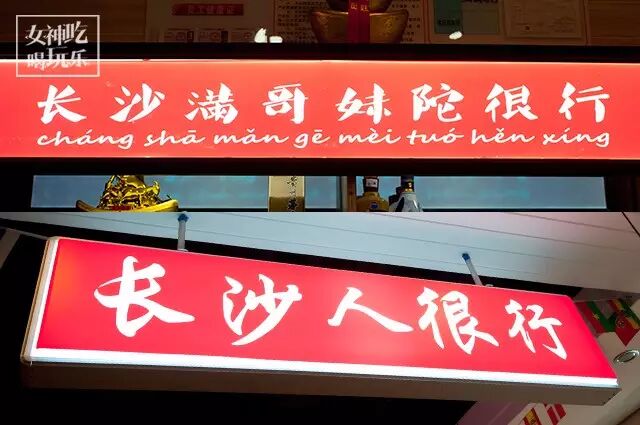 女神吃
喝玩乐
长沙满哥妹陀很行
cháng shā mǎn gē mèi tuó hěn xíng
长沙人很行